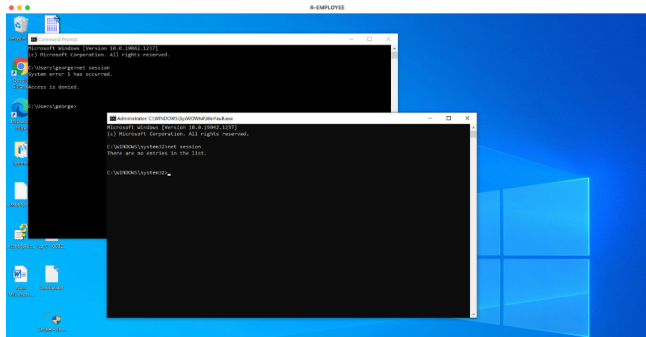 R-EMPLOYEE
Command Prompt
Microsoft Windows [Version 10.0.19042.1237]
(c) Microsoft Corporation. All rights reserved.
C:\Users\george>net session
System error 5 has occurred.
Access is denied.
C:\Users\george>
Administrator: C:\WINDOWS\SysWOW64\WerFault.exe
Microsoft Windows [Version 10.0.19042.1237]
(c) Microsoft Corporation. All rights reserved.
C:\WINDOWS\system32>net session
There are no entries in the list.
C:\WINDOWS\system32>_